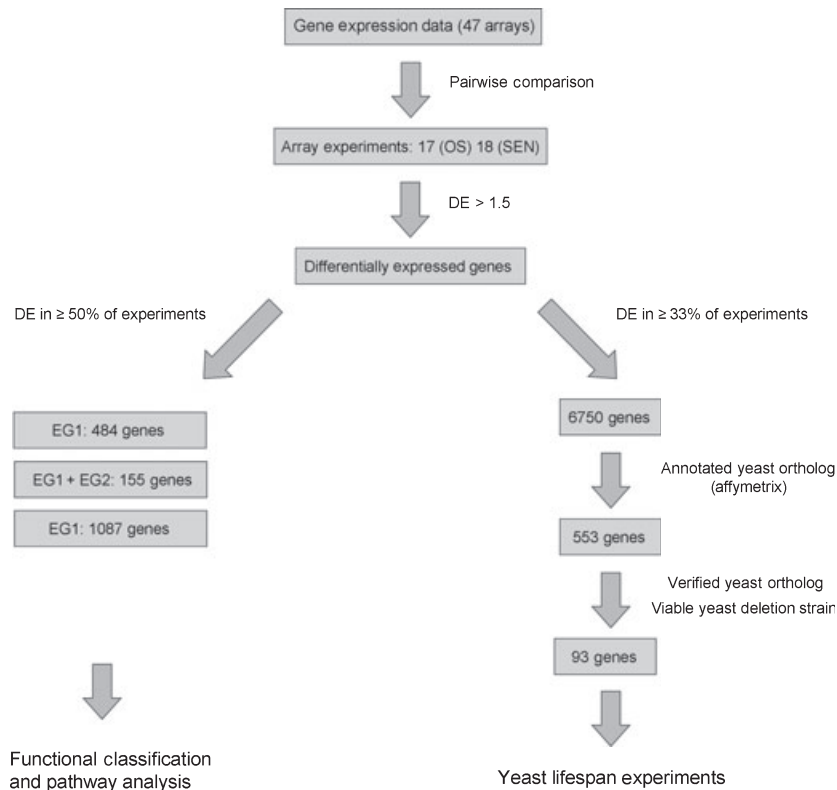 Gene expression data (47 arrays)
Pairwise comparison
Array experiments: 17 (OS) 18 (SEN)
DE > 1.5
Differentially expressed genes
DE in ≥ 50% of experiments
DE in ≥ 33% of experiments
EG1: 484 genes
EG1 + EG2: 155 genes
EG1: 1087 genes
6750 genes
Annotated yeast ortholog
(affymetrix)
553 genes
Verified yeast ortholog
Viable yeast deletion strain
93 genes
Functional classification
and pathway analysis
Yeast lifespan experiments